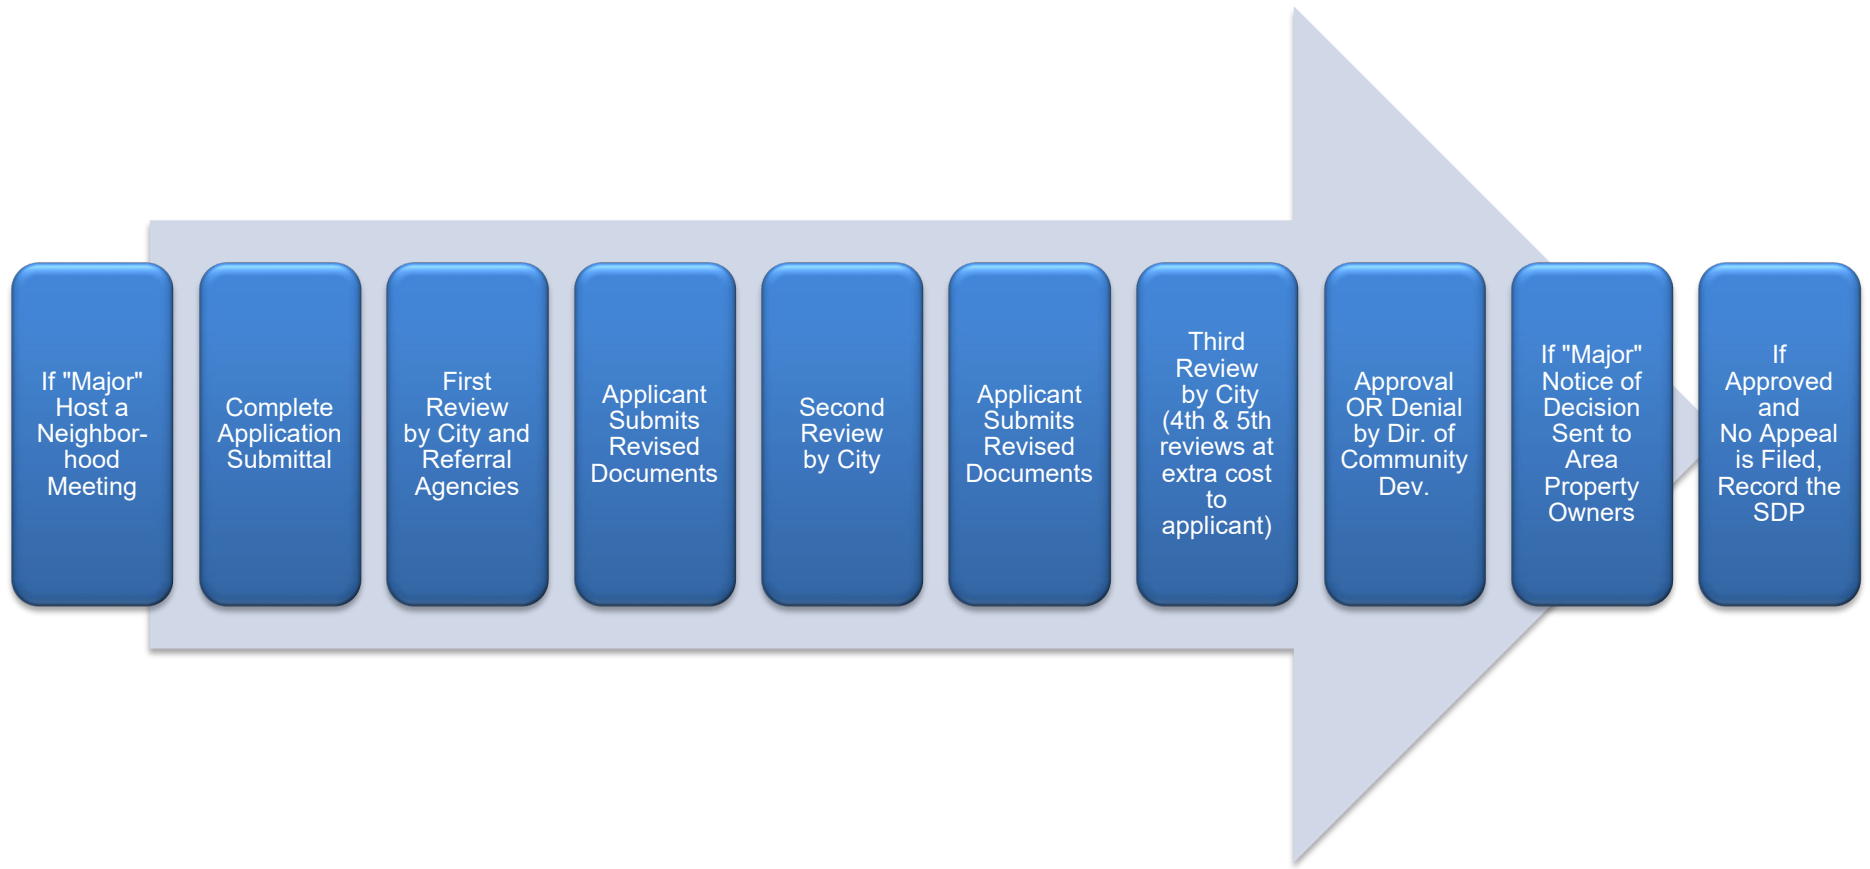 If "Major"
Host a
Neighbor-
hood
Meeting
Complete
Application
Submittal
First
Review
by City and
Referral
Agencies
Applicant
Submits
Revised
Documents
Second
Review
by City
Applicant
Submits
Revised
Documents
Third
Review
by City
(4th & 5th
reviews at
extra cost
to
applicant)
Approval
OR Denial
by Dir. of
Community
Dev.
If "Major"
Notice of
Decision
Sent to
Area
Property
Owners
If
Approved
and
No Appeal
is Filed,
Record the
SDP